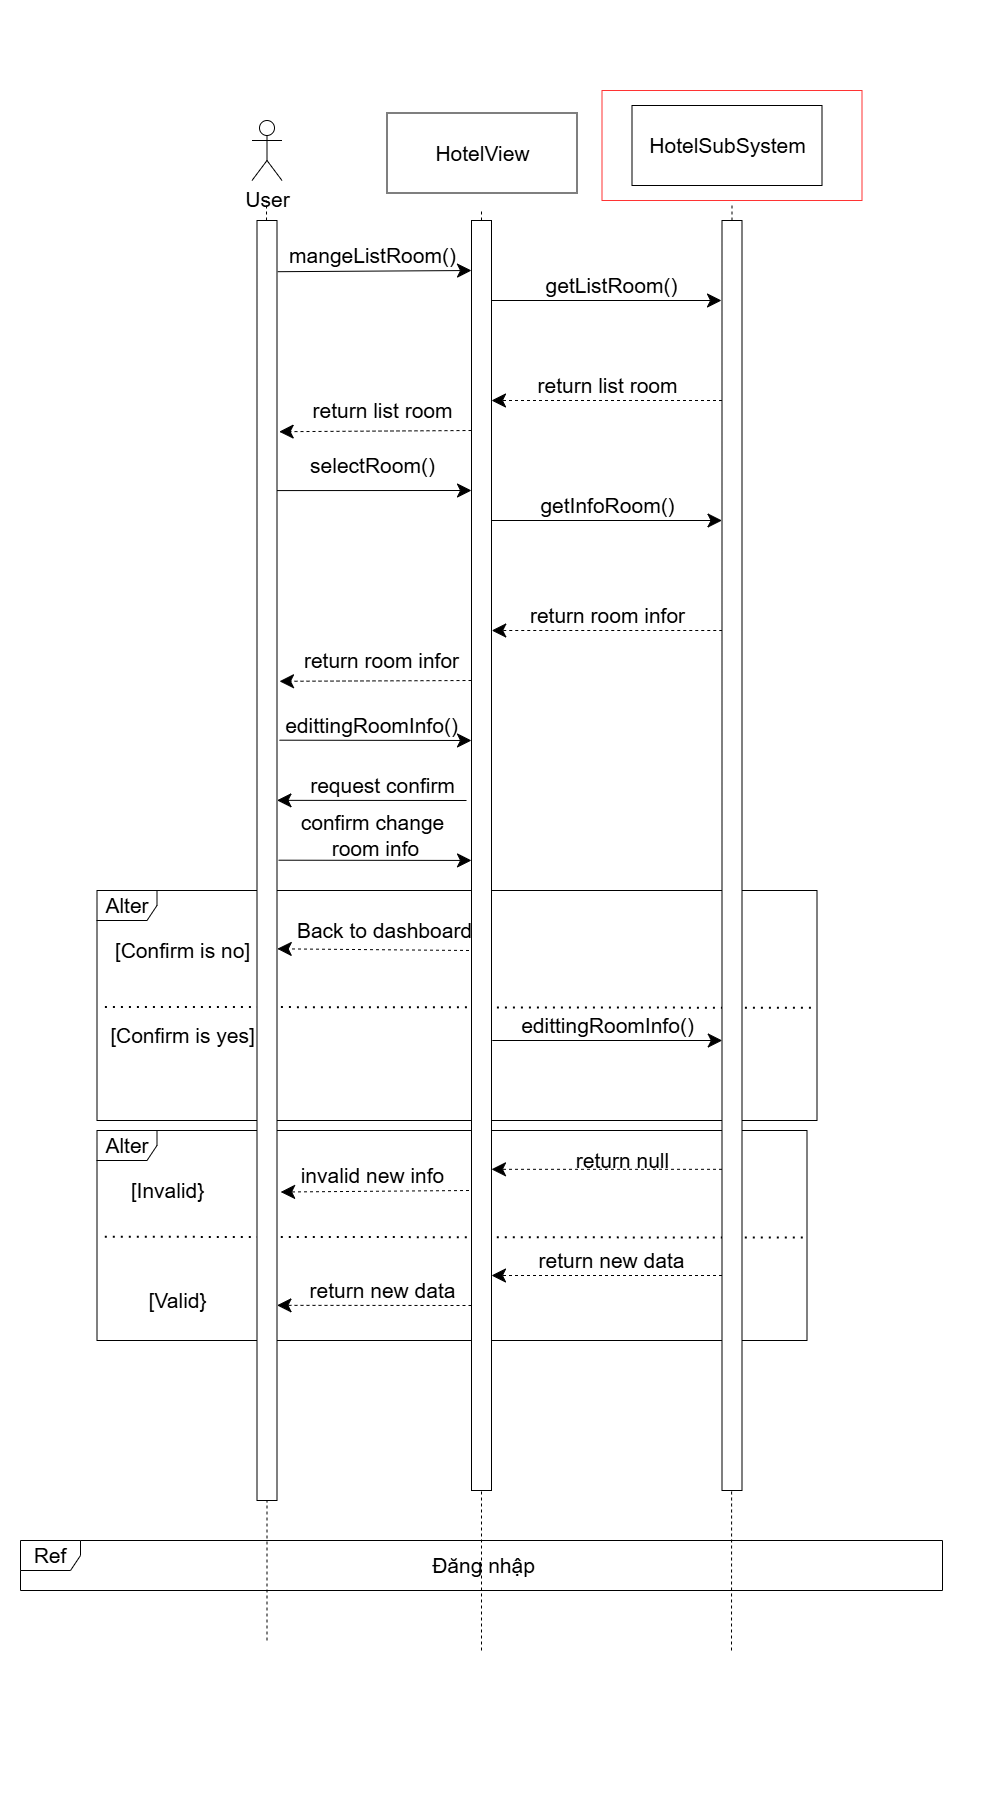 User
HotelView
HotelSubSystem
mangeListRoom()
getListRoom()
return list room
return list room
selectRoom()
getInfoRoom()
return room infor
return room infor
edittingRoomInfo()
request confirm
confirm change
room info
Alter
Back to dashboard
[Confirm is no]
[Confirm is yes]
edittingRoomInfo()
Alter
return null
invalid new info
[Invalid}
return new data
return new data
[Valid}
Ref
Đăng nhập